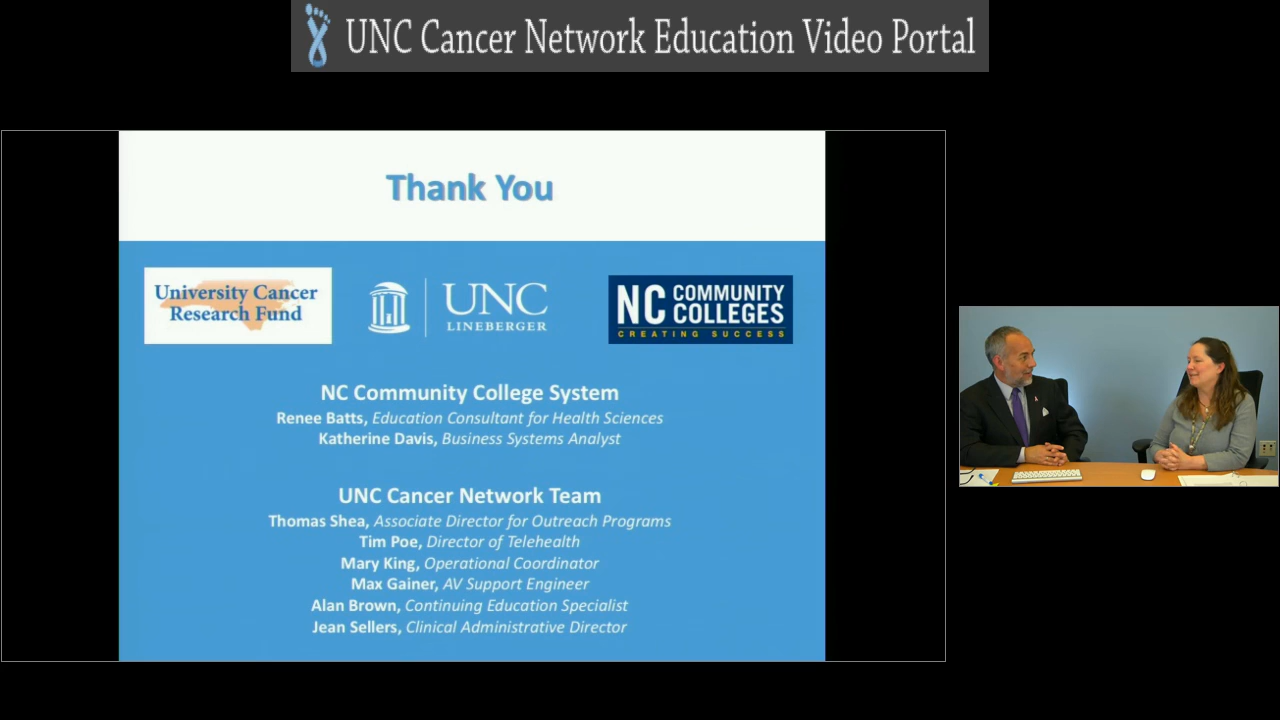 UNC Cancer Network Education Video Portal
Thank You
University Cancer
Research Fund
UNC
LINEBERGER
NC COMMUNITY
COLLEGES
CREATING SUCCESS
NC Community College System
Renee Batts, Education Consultant for Health Sciences
Katherine Davis, Business Systems Analyst
UNC Cancer Network Team
Thomas Shea, Associate Director for Outreach Programs
Tim Poe, Director of Telehealth
Mary King, Operational Coordinator
Max Gainer, AV Support Engineer
Alan Brown, Continuing Education Specialist
Jean Sellers, Clinical Administrative Director